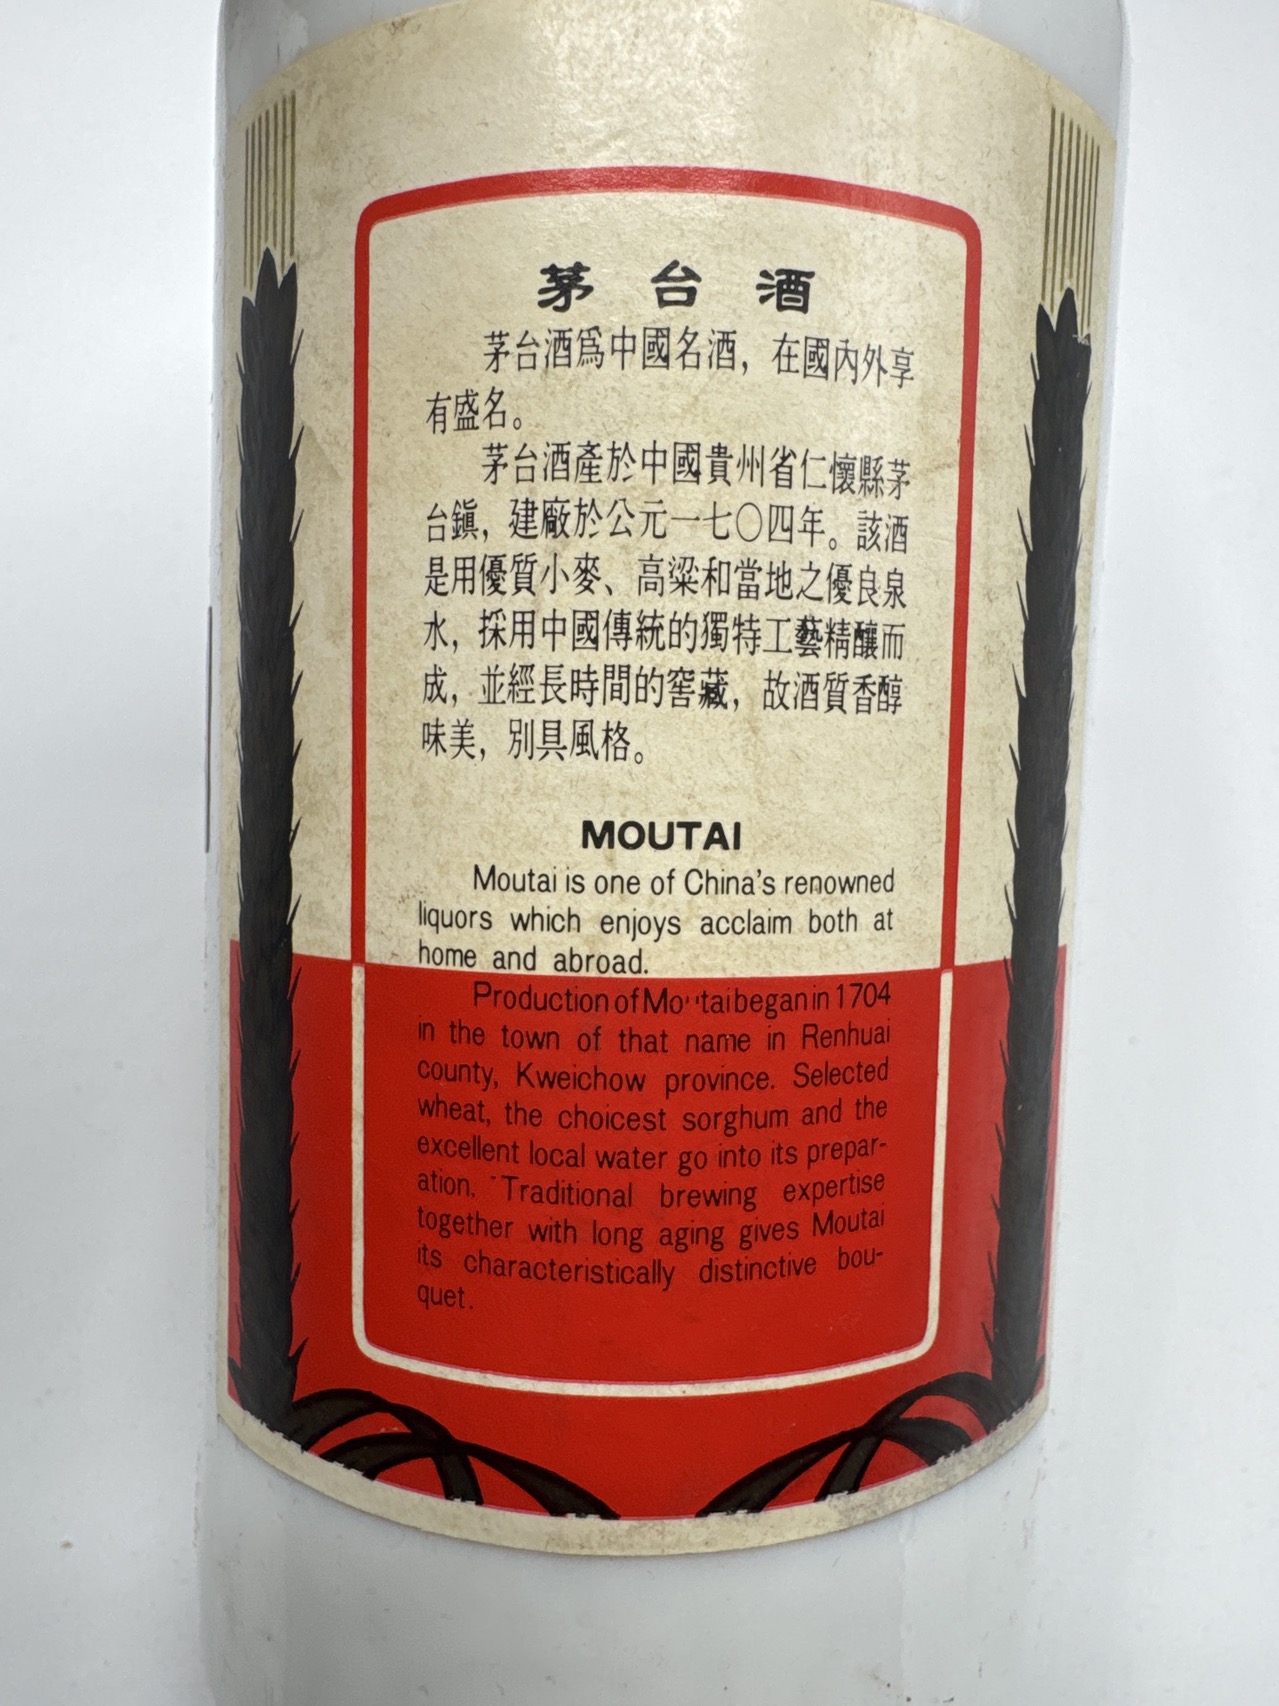 茅台酒
茅台酒爲中國名酒，在國內外享
有盛名。
茅台酒產於中國貴州省仁懷縣茅
台鎭，建廠於公元一七〇四年。該酒
是用優質小麥、高粱和當地之優良泉
水，採用中國傳統的獨特工藝精釀而
成，並經長時間的窖藏，故酒質香醇
味美，別具風格。
MOUTAI
Moutai is one of China's renowned
liquors which enjoys acclaim both at
home and abroad.
Production of Moutai began in 1704
in the town of that name in Renhuai
county, Kweichow province. Selected
wheat, the choicest sorghum and the
excellent local water go into its prepar-
ation. Traditional brewing expertise
together with long aging gives Moutai
its characteristically distinctive bou-
quet.